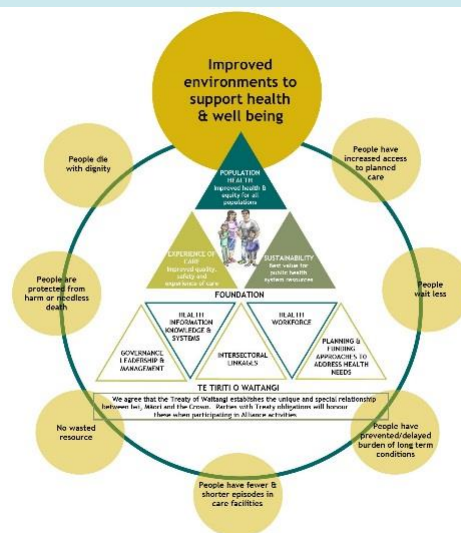 Improved
environments to
support health
& well being
People die
with dignity
People have
increased access
to planned
care
POPULATION
HEALTH
Improved health &
equity for all
populations
EXPERIENCE OF
CARE
Improved quality,
safety and
experience of care
SUSTAINABILITY
Best value for
public health
system resources
People are
protected from
harm or needless
death
People
wait less
FOUNDATION
HEALTH
INFORMATION
KNOWLEDGE &
SYSTEMS
HEALTH
WORKFORCE
GOVERNANCE
LEADERSHIP &
MANAGEMENT
INTERSECTORAL
LINKAGES
PLANNING &
FUNDING
APPROACHES TO
ADDRESS HEALTH
NEEDS
TE TIRITI O WAITANGI
We agree that the Treaty of Waitangi establishes the unique and special relationship
between Iwi, Māori and the Crown. Parties with Treaty obligations will honour
these when participating in Alliance activities
No wasted
resource
People have
prevented/delayed
burden of long term
conditions
People have fewer &
shorter episodes in
care facilities